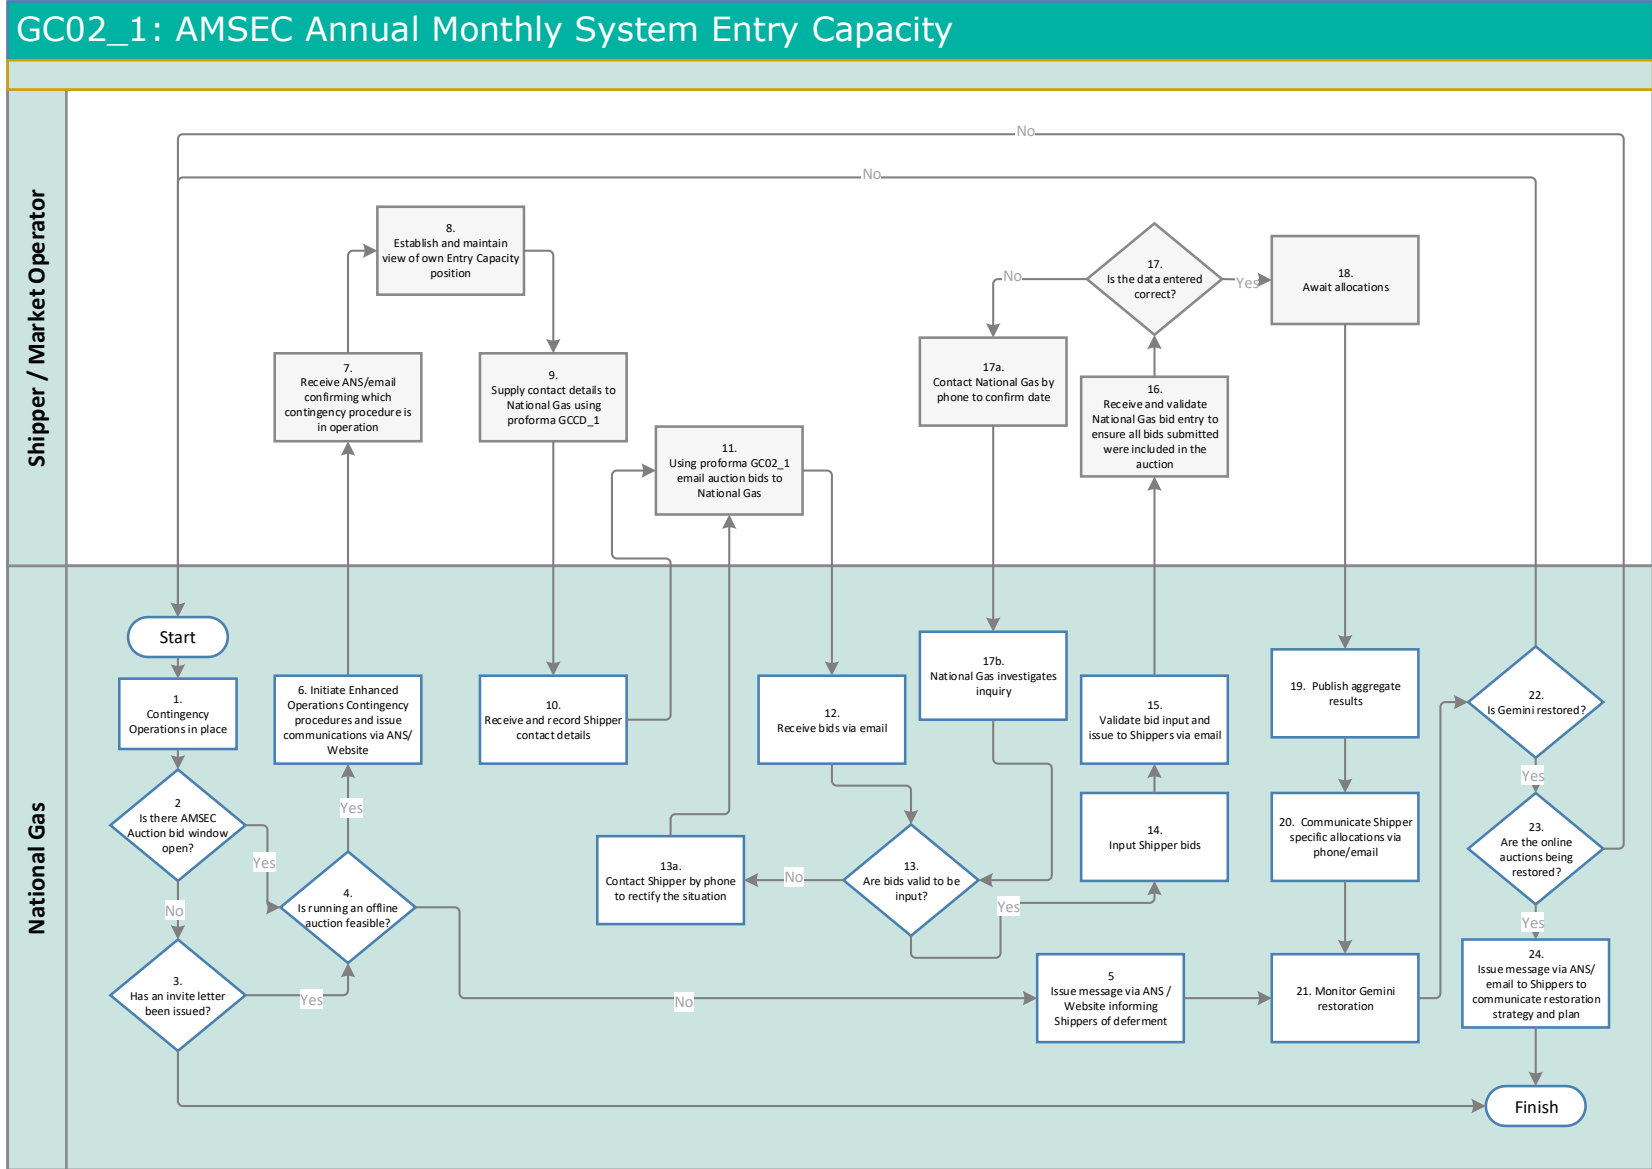 GC02_1: AMSEC Annual Monthly System Entry Capacity
Shipper / Market Operator
No
No
8.
Establish and maintain
view of own Entry Capacity
position
7.
Receive ANS/email
confirming which
contingency procedure is
in operation
9.
Supply contact details to
National Gas using
proforma GCCD_1
11.
Using proforma GC02_1
email auction bids to
National Gas
No
17a.
Contact National Gas by
phone to confirm date
17.
Is the data entered
correct?
Yes
16.
Receive and validate
National Gas bid entry to
ensure all bids submitted
were included in the
auction
18.
Await allocations
National Gas
Start
1.
Contingency
Operations in place
2
Is there AMSEC
Auction bid window
open?
Yes
No
3.
Has an invite letter
been issued?
Yes
4.
Is running an offline
auction feasible?
Yes
No
6. Initiate Enhanced
Operations Contingency
procedures and issue
communications via ANS/
Website
10.
Receive and record Shipper
contact details
12.
Receive bids via email
13a.
Contact Shipper by phone
to rectify the situation
No
13.
Are bids valid to be
input?
Yes
17b.
National Gas investigates
inquiry
15.
Validate bid input and
issue to Shippers via email
14.
Input Shipper bids
5
Issue message via ANS /
Website informing
Shippers of deferment
19. Publish aggregate
results
20. Communicate Shipper
specific allocations via
phone/email
21. Monitor Gemini
restoration
22.
Is Gemini restored?
Yes
23.
Are the online
auctions being
restored?
Yes
24.
Issue message via ANS/
email to Shippers to
communicate restoration
strategy and plan
Finish